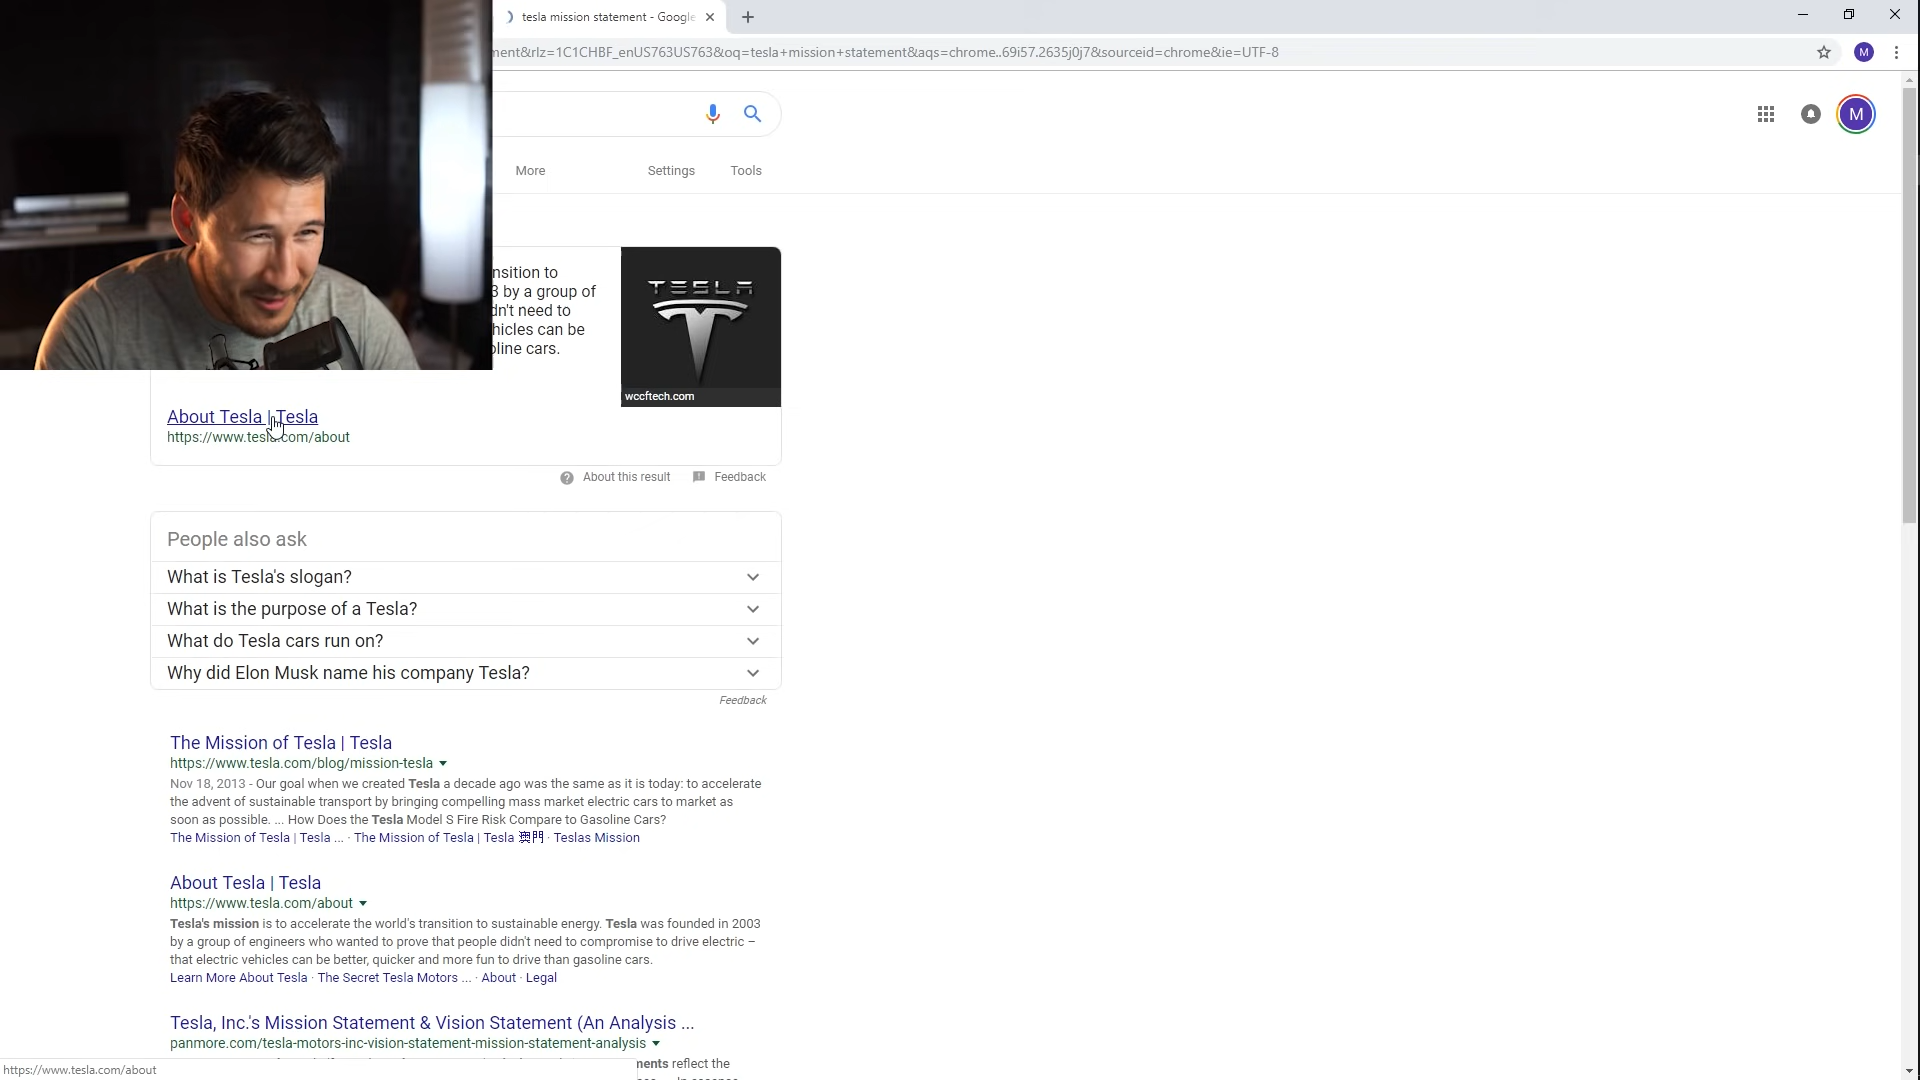 tesla mission statement - Google
ment&rlz=1C1CHBF_enUS763US763&oq=tesla+mission+statement&aqs=chrome..69i57.2635j0j7&sourceid=chrome&ie=UTF-8
M
M
More
Settings
Tools
nsition to
3 by a group of
dn't need to
hicles can be
oline cars.
TESLA
wccftech.com
About Tesla | Tesla
https://www.tesla.com/about
About this result
Feedback
People also ask
What is Tesla's slogan?
What is the purpose of a Tesla?
What do Tesla cars run on?
Why did Elon Musk name his company Tesla?
Feedback
The Mission of Tesla | Tesla
https://www.tesla.com/blog/mission-tesla
Nov 18, 2013 - Our goal when we created Tesla a decade ago was the same as it is today: to accelerate
the advent of sustainable transport by bringing compelling mass market electric cars to market as
soon as possible. ... How Does the Tesla Model S Fire Risk Compare to Gasoline Cars?
The Mission of Tesla | Tesla ... · The Mission of Tesla | Tesla 澳門 · Teslas Mission
About Tesla | Tesla
https://www.tesla.com/about
Tesla's mission is to accelerate the world's transition to sustainable energy. Tesla was founded in 2003
by a group of engineers who wanted to prove that people didn't need to compromise to drive electric –
that electric vehicles can be better, quicker and more fun to drive than gasoline cars.
Learn More About Tesla · The Secret Tesla Motors ... · About · Legal
Tesla, Inc.'s Mission Statement & Vision Statement (An Analysis ...
panmore.com/tesla-motors-inc-vision-statement-mission-statement-analysis
ments reflect the
https://www.tesla.com/about